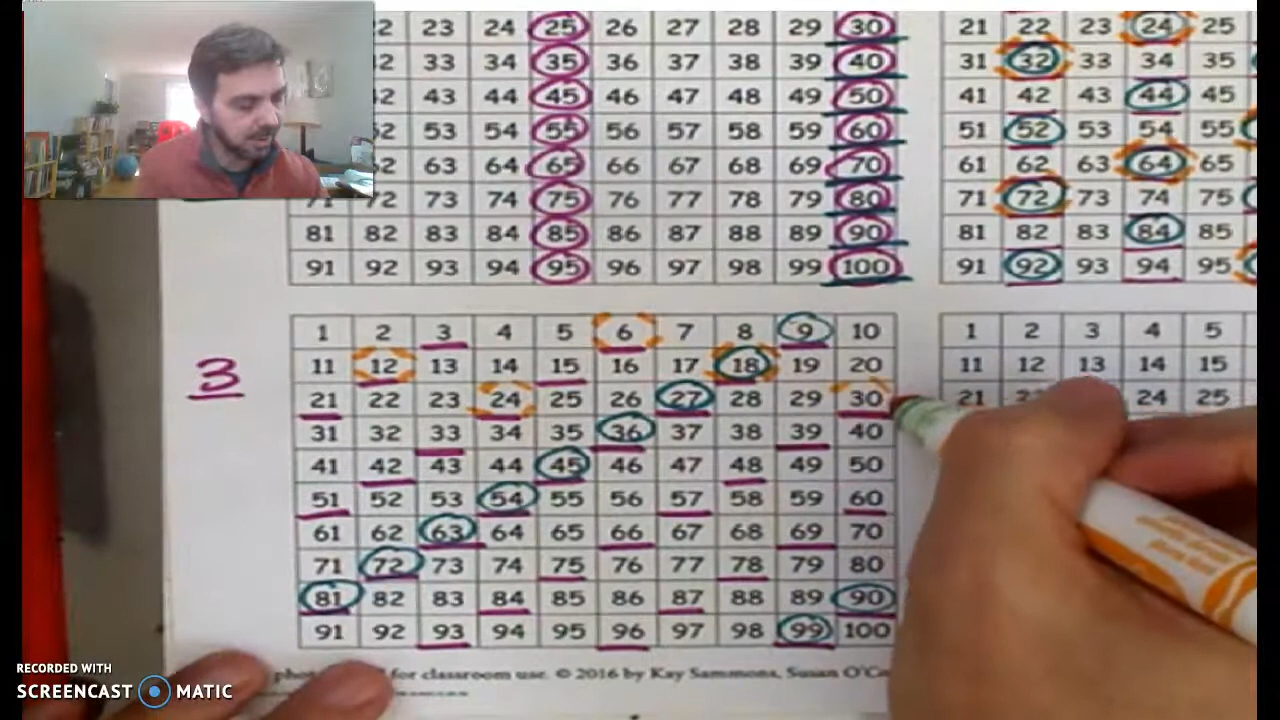 22 23 24 25 26 27 28 29 30 21 22 23 24 25
32 33 34 35 36 37 38 39 40 31 32 33 34 35
42 43 44 45 46 47 48 49 50 41 42 43 44 45
52 53 54 55 56 57 58 59 60 51 52 53 54 55
62 63 64 65 66 67 68 69 70 61 62 63 64 65
71 72 73 74 75 76 77 78 79 80 71 72 73 74 75
81 82 83 84 85 86 87 88 89 90 81 82 83 84 85
91 92 93 94 95 96 97 98 99 100 91 92 93 94 95
3
1 2 3 4 5 6 7 8 9 10 1 2 3 4 5
11 12 13 14 15 16 17 18 19 20 11 12 13 14 15
21 22 23 24 25 26 27 28 29 30 21 24 25
31 32 33 34 35 36 37 38 39 40
41 42 43 44 45 46 47 48 49 50
51 52 53 54 55 56 57 58 59 60
61 62 63 64 65 66 67 68 69 70
71 72 73 74 75 76 77 78 79 80
81 82 83 84 85 86 87 88 89 90
91 92 93 94 95 96 97 98 99 100
for classroom use. © 2016 by Kay Sammons, Susan
RECORDED WITH
SCREENCAST MATIC